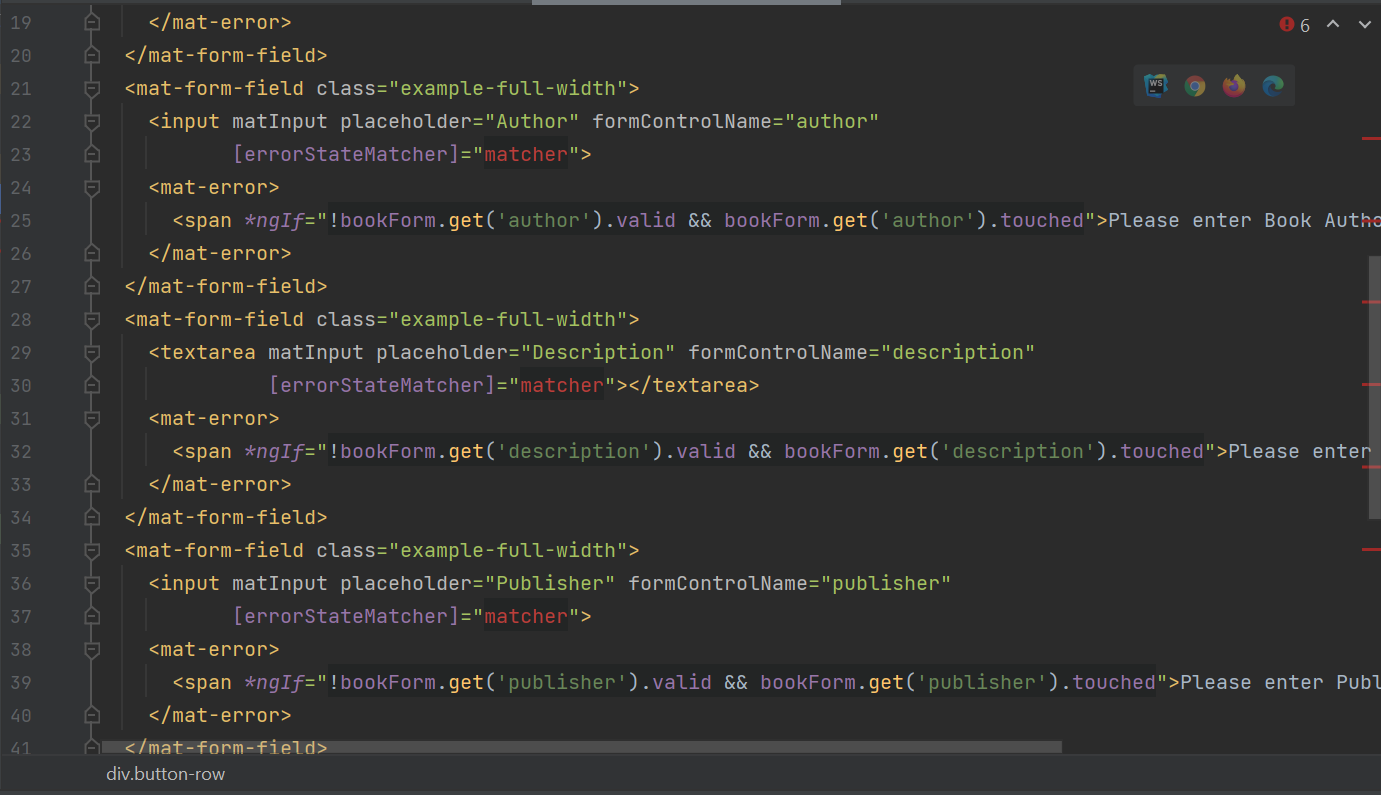 6
WS
19 </mat-error>
20 </mat-form-field>
21 <mat-form-field class="example-full-width">
22 <input matInput placeholder="Author" formControlName="author"
23 [errorStateMatcher]="matcher">
24 <mat-error>
25 <span *ngIf="!bookForm.get('author').valid && bookForm.get('author').touched">Please enter Book Autho
26 </mat-error>
27 </mat-form-field>
28 <mat-form-field class="example-full-width">
29 <textarea matInput placeholder="Description" formControlName="description"
30 [errorStateMatcher]="matcher"></textarea>
31 <mat-error>
32 <span *ngIf="!bookForm.get('description').valid && bookForm.get('description').touched">Please enter
33 </mat-error>
34 </mat-form-field>
35 <mat-form-field class="example-full-width">
36 <input matInput placeholder="Publisher" formControlName="publisher"
37 [errorStateMatcher]="matcher">
38 <mat-error>
39 <span *ngIf="!bookForm.get('publisher').valid && bookForm.get('publisher').touched">Please enter Publ
40 </mat-error>
41 </mat-form-field>
div.button-row